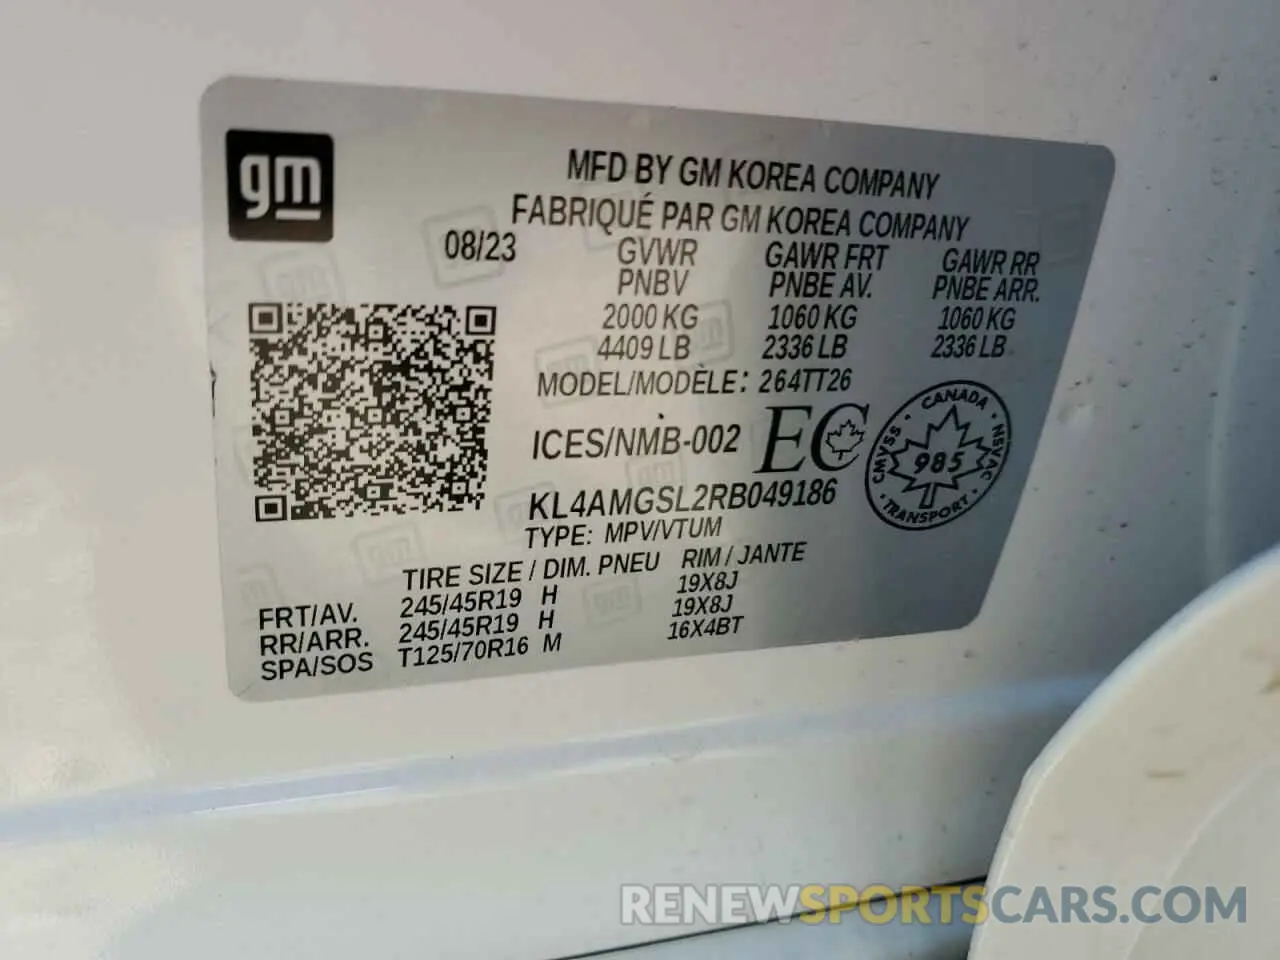 gm
MFD BY GM KOREA COMPANY
FABRIQUÉ PAR GM KOREA COMPANY
08/23 GVWR GAWR FRT GAWR RR
PNBV PNBE AV. PNBE ARR.
2000 KG 1060 KG 1060 KG
4409 LB 2336 LB 2336 LB
MODEL/MODÈLE: 264TT26
ICES/NMB-002 EC
CANADA CMVSS NSVAC 985 TRANSPORT
KL4AMGSL2RB049186
TYPE: MPV/VTUM
TIRE SIZE / DIM. PNEU RIM / JANTE
FRT/AV. 245/45R19 H 19X8J
RR/ARR. 245/45R19 H 19X8J
SPA/SOS T125/70R16 M 16X4BT
RENEWSPORTSCARS.COM